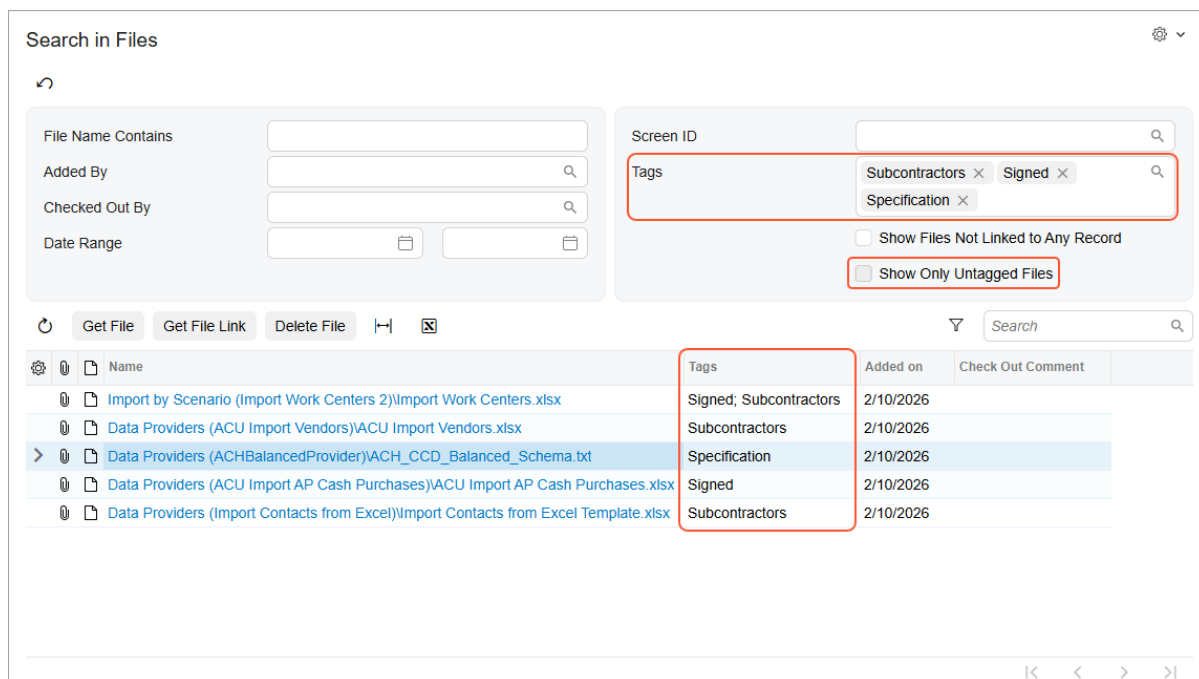 Search in Files
File Name Contains
Added By
Checked Out By
Date Range
Screen ID
Tags
Subcontractors
Signed
Specification
Show Files Not Linked to Any Record
Show Only Untagged Files
Get File Get File Link Delete File Search
Name Tags Added on Check Out Comment
Import by Scenario (Import Work Centers 2)\Import Work Centers.xlsx Signed; Subcontractors 2/10/2026
Data Providers (ACU Import Vendors)\ACU Import Vendors.xlsx Subcontractors 2/10/2026
Data Providers (ACHBalancedProvider)\ACH_CCD_Balanced_Schema.txt Specification 2/10/2026
Data Providers (ACU Import AP Cash Purchases)\ACU Import AP Cash Purchases.xlsx Signed 2/10/2026
Data Providers (Import Contacts from Excel)\Import Contacts from Excel Template.xlsx Subcontractors 2/10/2026